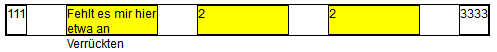 111 Fehlt es mir hier 2 2 3333
etwa an
Verrückten